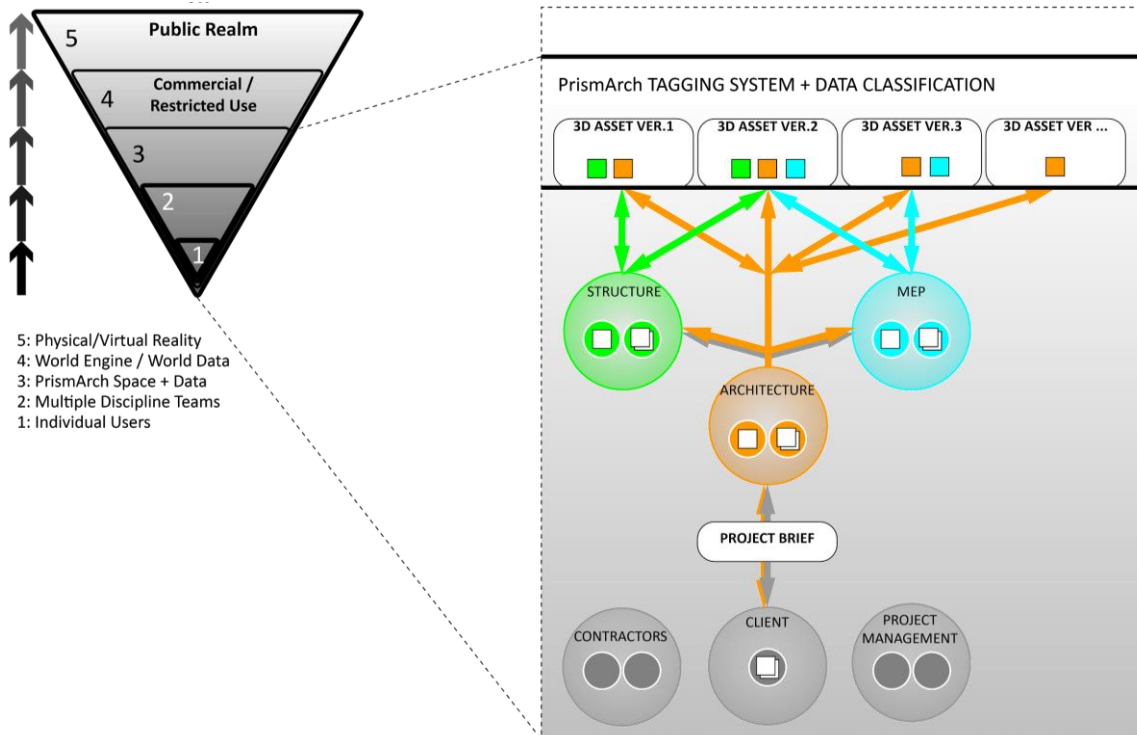 5
Public Realm
4
Commercial /
Restricted Use
3
2
1
5: Physical/Virtual Reality
4: World Engine / World Data
3: PrismArch Space + Data
2: Multiple Discipline Teams
1: Individual Users
PrismArch TAGGING SYSTEM + DATA CLASSIFICATION
3D ASSET VER.1
3D ASSET VER.2
3D ASSET VER.3
3D ASSET VER ...
STRUCTURE
MEP
ARCHITECTURE
PROJECT BRIEF
CONTRACTORS
CLIENT
PROJECT
MANAGEMENT